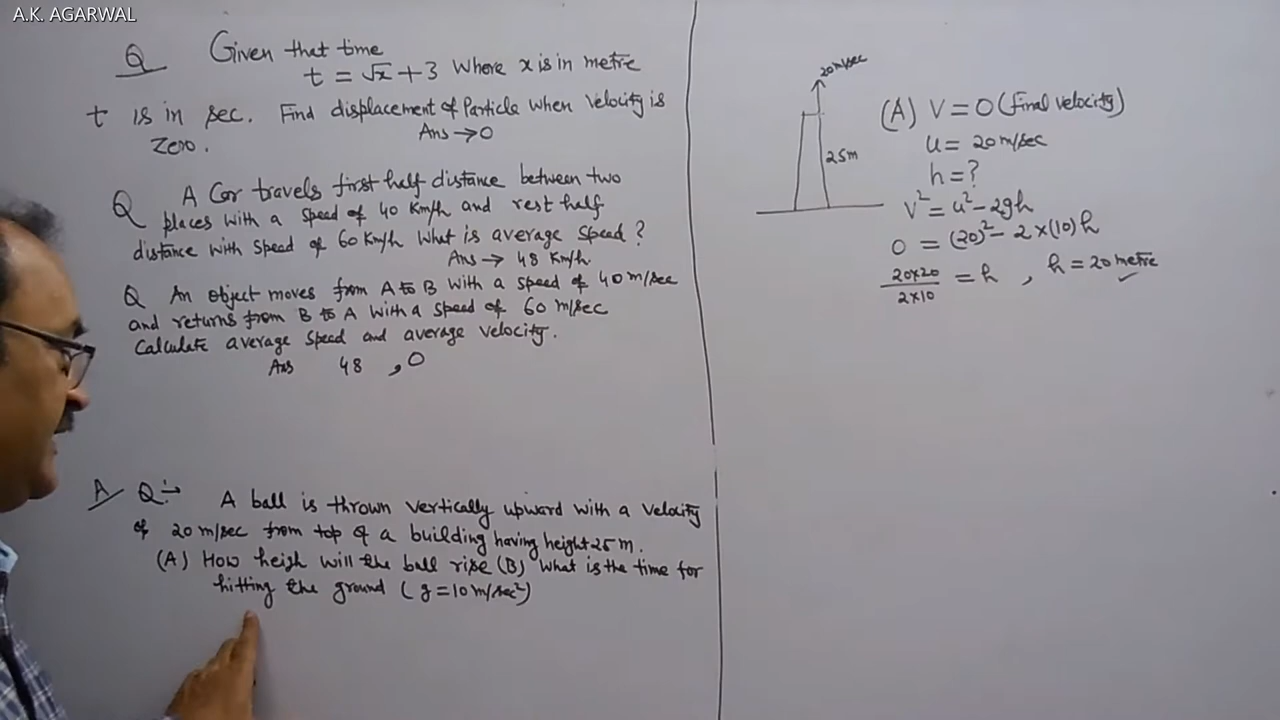 A.K. AGARWAL
Q Given that time
t = √x + 3 where x is in metre
t is in sec. Find displacement of Particle when velocity is
zero.
Ans → 0
Q A Car travels first half distance between two
places with a speed of 40 Km/h and rest half
distance with speed of 60 Km/h what is average speed?
Ans → 48 Km/h
Q An object moves from A to B with a speed of 40 m/sec
and returns from B to A with a speed of 60 m/sec
Calculate average speed and average velocity.
Ans 48 , 0
A Q:→ A ball is thrown vertically upward with a velocity
of 20 m/sec from top of a building having height 25 m.
(A) How heigh will the ball rise (B) What is the time for
hitting the ground ( g = 10 m/sec²)
20 m/sec
25m
(A) V = 0 (final velocity)
u = 20 m/sec
h = ?
v² = u² - 2gh
0 = (20)² - 2×(10)h
20×20/2×10 = h , h = 20 metre ✓